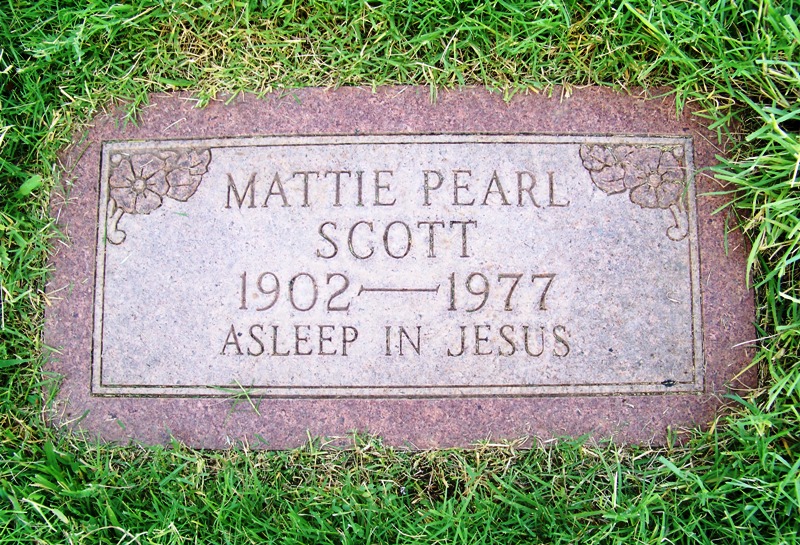 MATTIE PEARL
SCOTT
1902—1977
ASLEEP IN JESUS